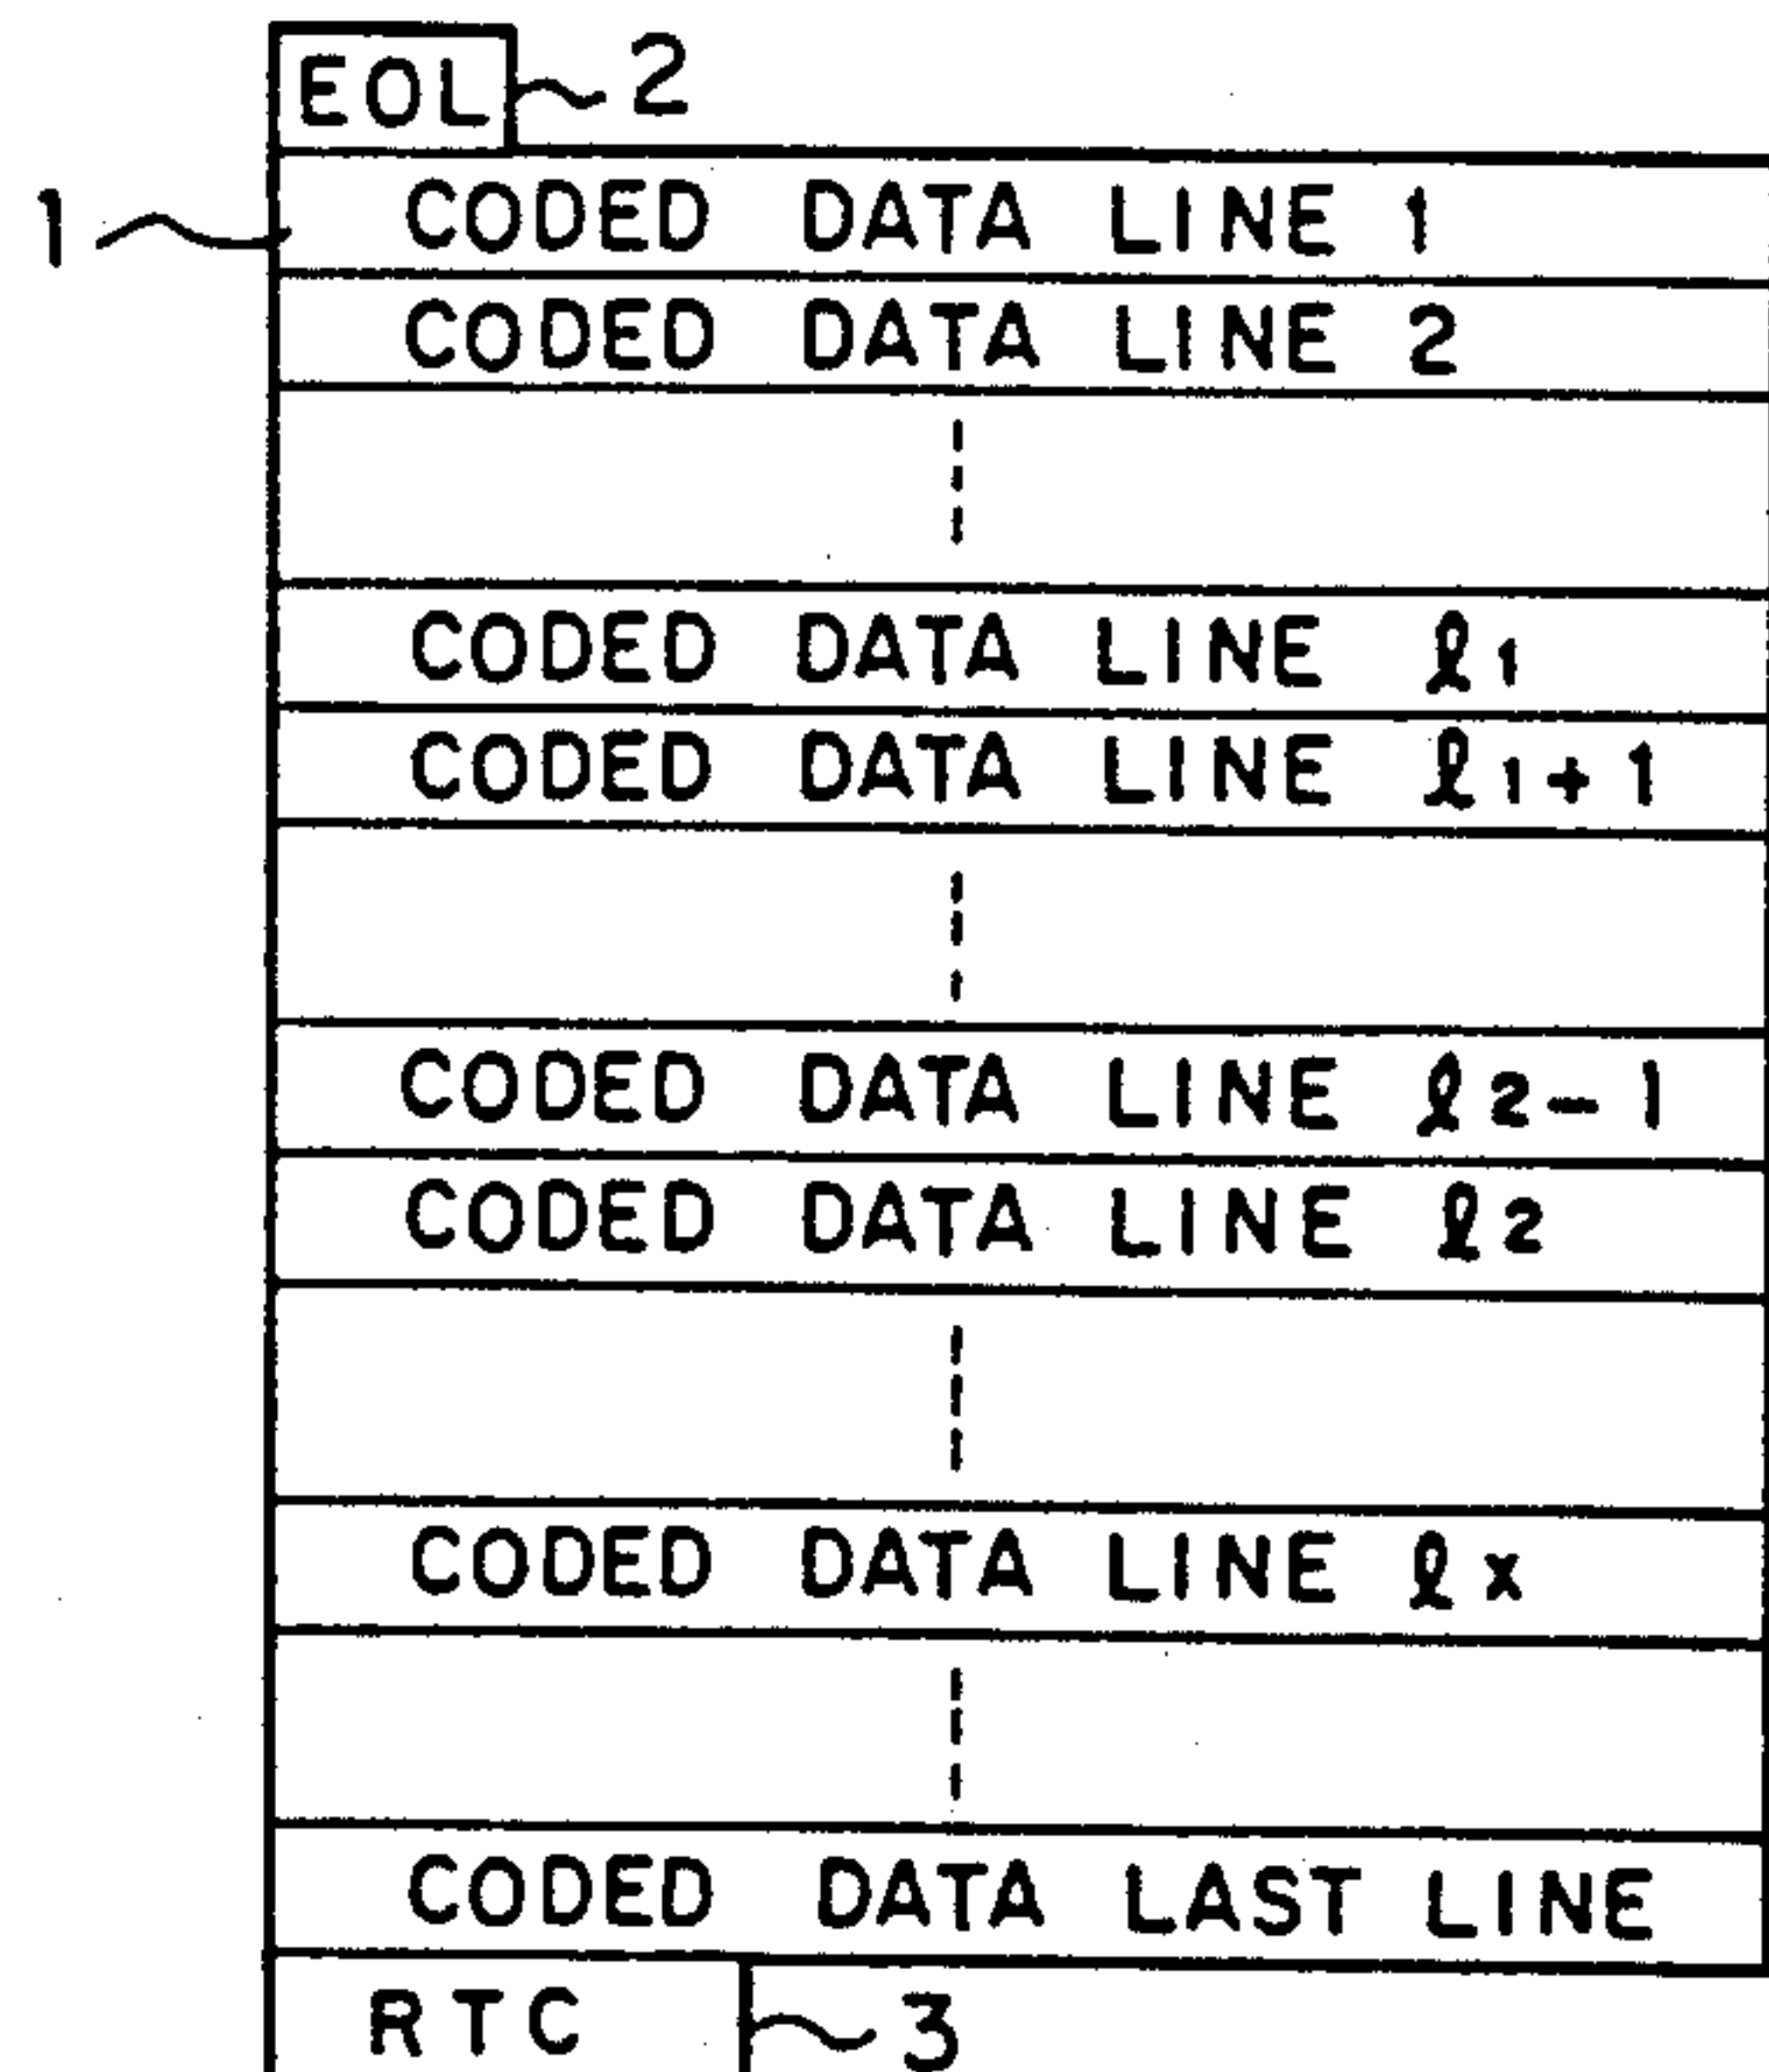 EOL 2
1 CODED DATA LINE 1
CODED DATA LINE 2
CODED DATA LINE ℓ1
CODED DATA LINE ℓ1+1
CODED DATA LINE ℓ2-1
CODED DATA LINE ℓ2
CODED DATA LINE ℓx
CODED DATA LAST LINE
RTC 3